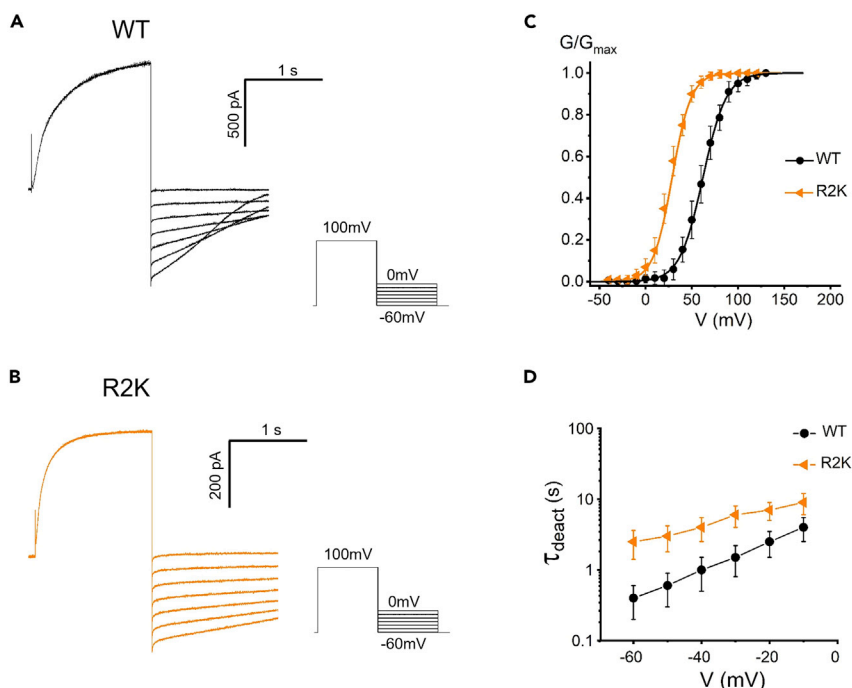 A
WT
1 s
500 pA
100mV
0mV
-60mV
B
R2K
1 s
200 pA
100mV
0mV
-60mV
C
G/Gmax
1.0
0.8
0.6
0.4
0.2
0.0
-50 0 50 100 150 200
V (mV)
WT
R2K
D
τdeact (s)
100
10
1
0.1
-60 -40 -20 0
V (mV)
WT
R2K